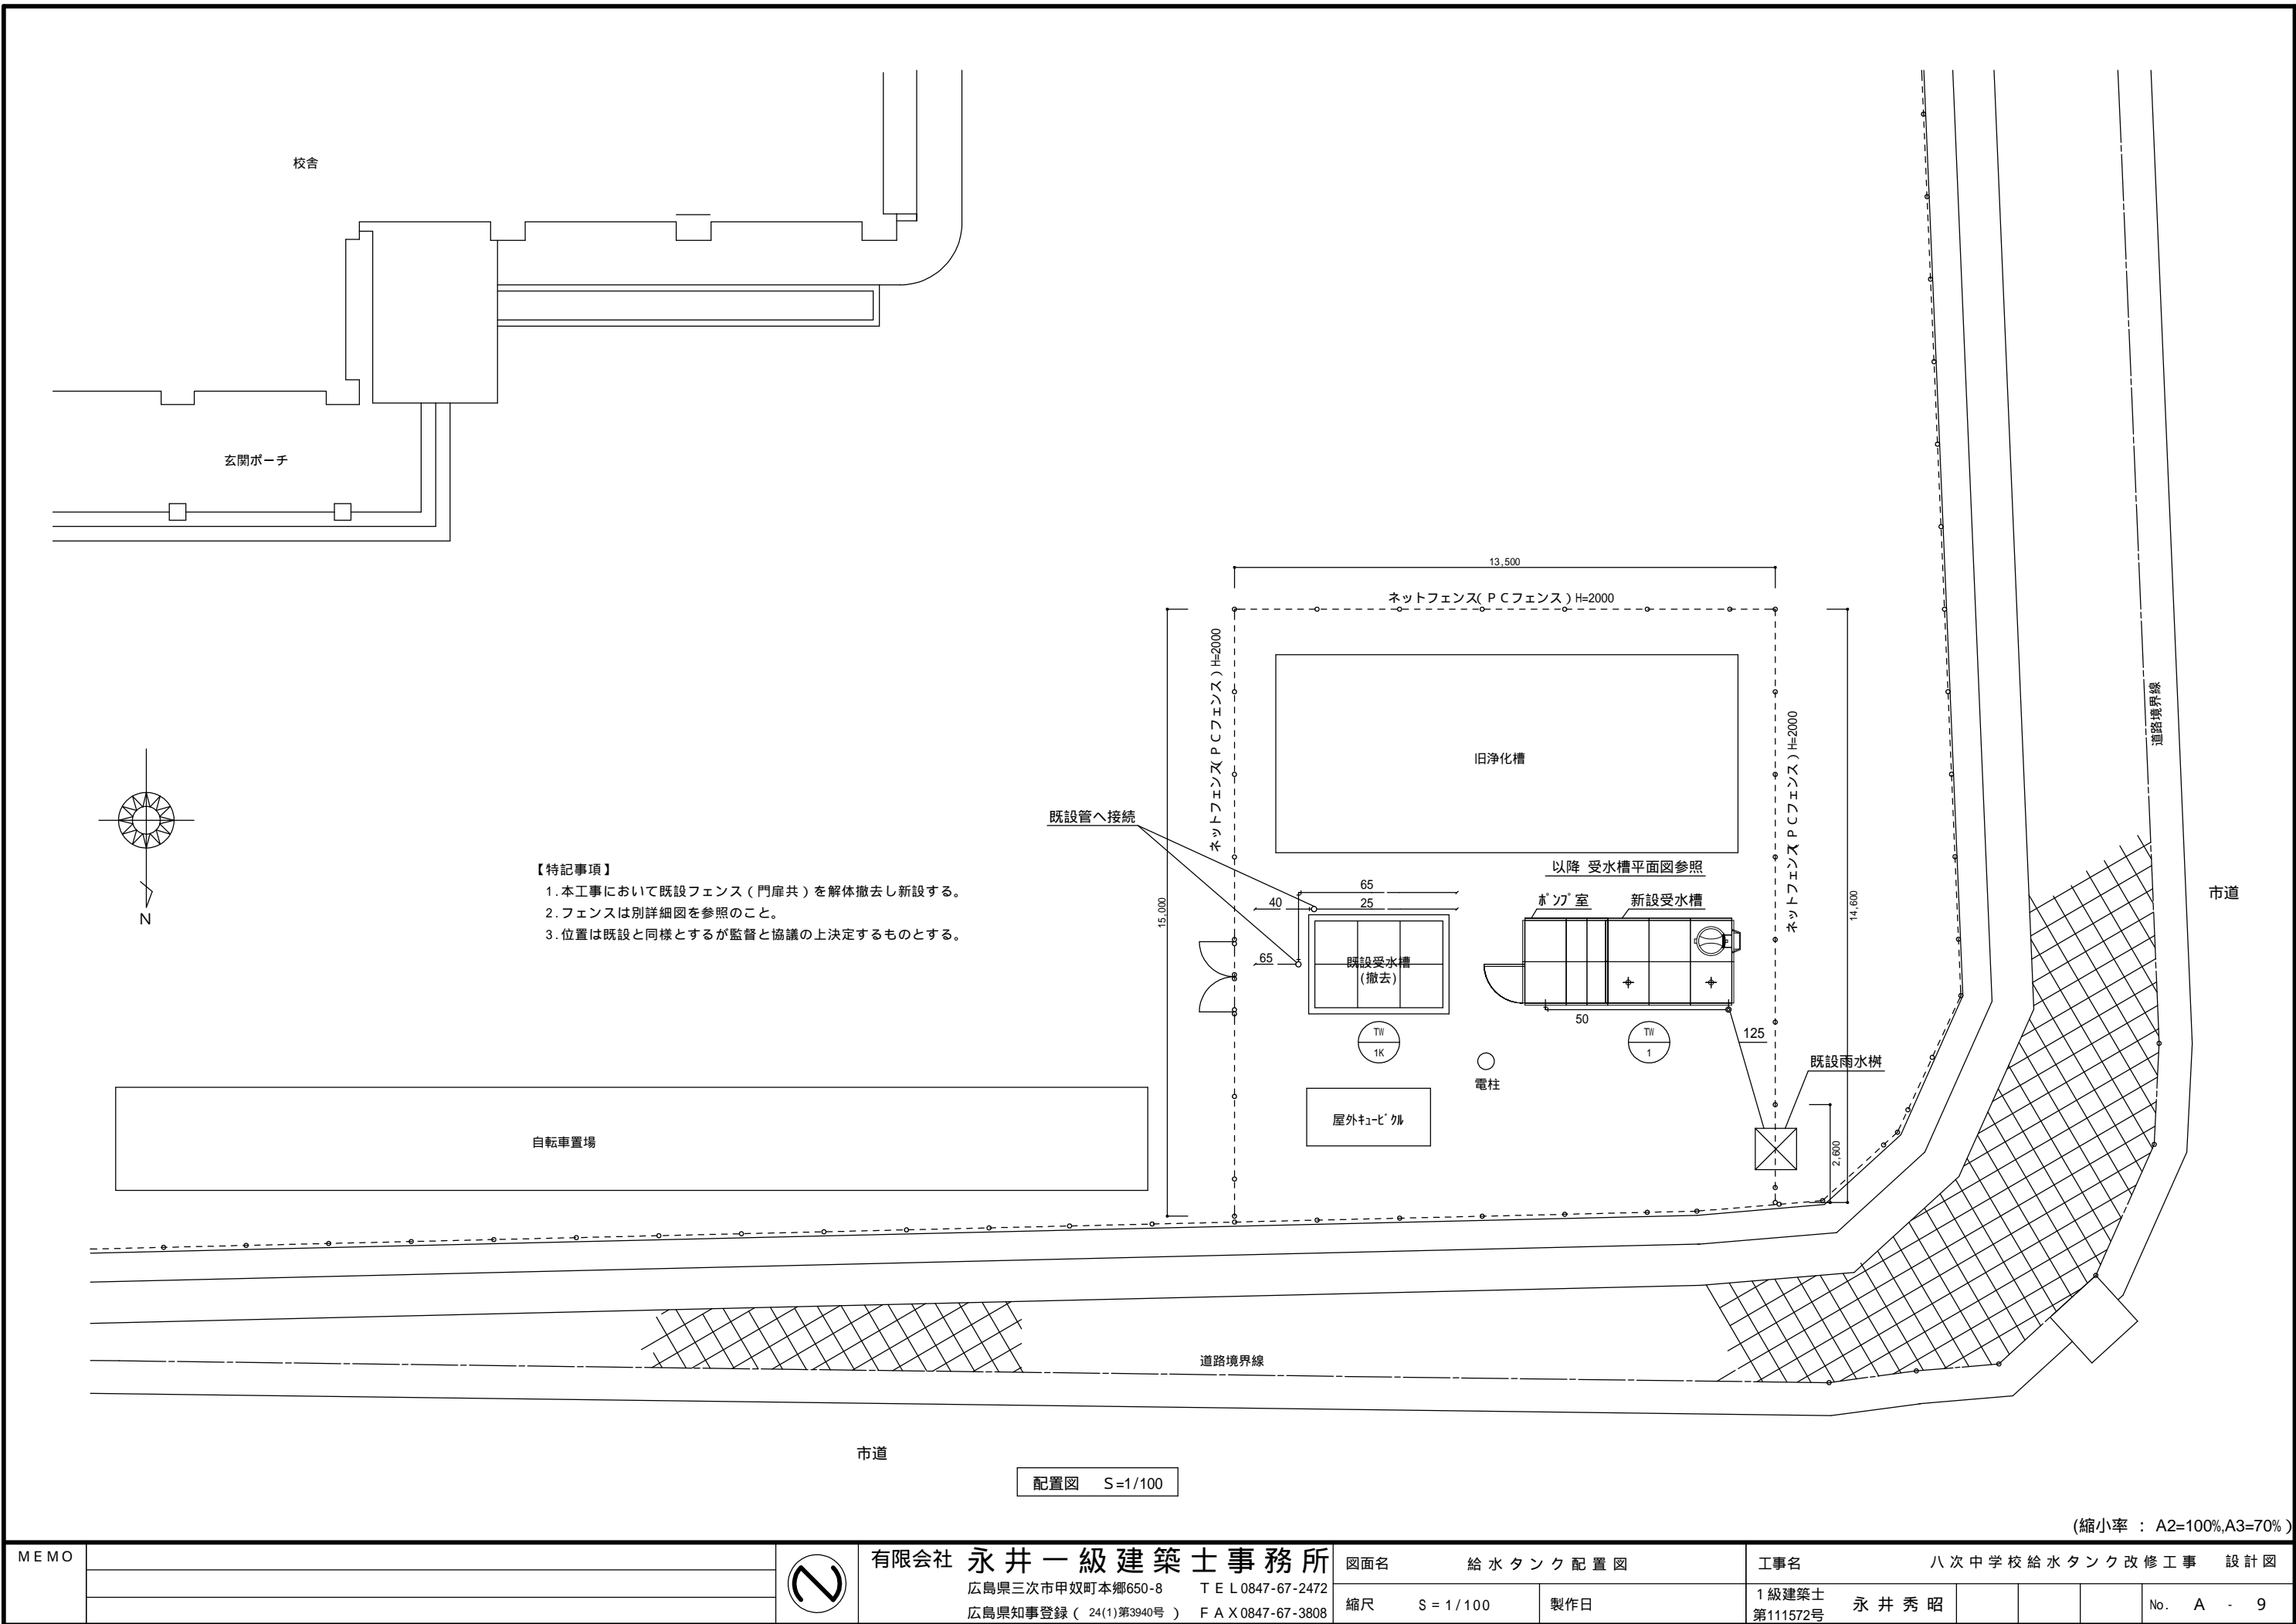 校舎
玄関ポーチ
13,500
ネットフェンス(PCフェンス)H=2000
ネットフェンス(PCフェンス)H=2000
ネットフェンス(PCフェンス)H=2000
15,000
14,600
2,600
旧浄化槽
道路境界線
市道
既設管へ接続
以降 受水槽平面図参照
ﾎﾟﾝﾌﾟ室
新設受水槽
65
40
25
65
既設受水槽
(撤去)
50
125
TW
1K
TW
1
既設雨水桝
電柱
屋外ｷｭｰﾋﾞｸﾙ
N
【特記事項】
1.本工事において既設フェンス(門扉共)を解体撤去し新設する。
2.フェンスは別詳細図を参照のこと。
3.位置は既設と同様とするが監督と協議の上決定するものとする。
自転車置場
道路境界線
市道
配置図 S=1/100
(縮小率 : A2=100%,A3=70%)
MEMO
有限会社 永井一級建築士事務所
広島県三次市甲奴町本郷650-8 TEL0847-67-2472
広島県知事登録( 24(1)第3940号 ) FAX0847-67-3808
図面名 給水タンク配置図
縮尺 S=1/100 製作日
工事名 八次中学校給水タンク改修工事 設計図
1級建築士
第111572号
永井秀昭
No. A - 9